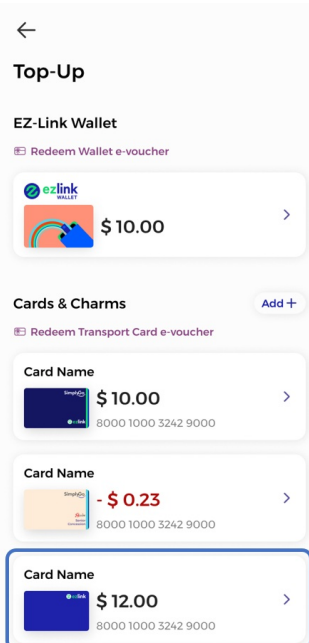 Top-Up
EZ-Link Wallet
Redeem Wallet e-voucher
ezlink
WALLET
$ 10.00
Cards & Charms
Add +
Redeem Transport Card e-voucher
Card Name
SimplyGo
$ 10.00
ezlink
8000 1000 3242 9000
Card Name
SimplyGo
- $ 0.23
8000 1000 3242 9000
Card Name
ezlink
$ 12.00
8000 1000 3242 9000